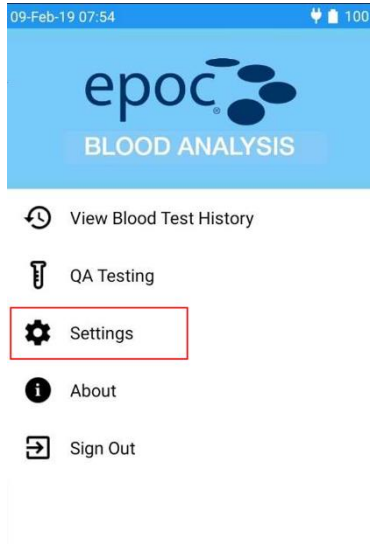 09-Feb-19 07:54 100
epoc®
BLOOD ANALYSIS
View Blood Test History
QA Testing
Settings
About
Sign Out